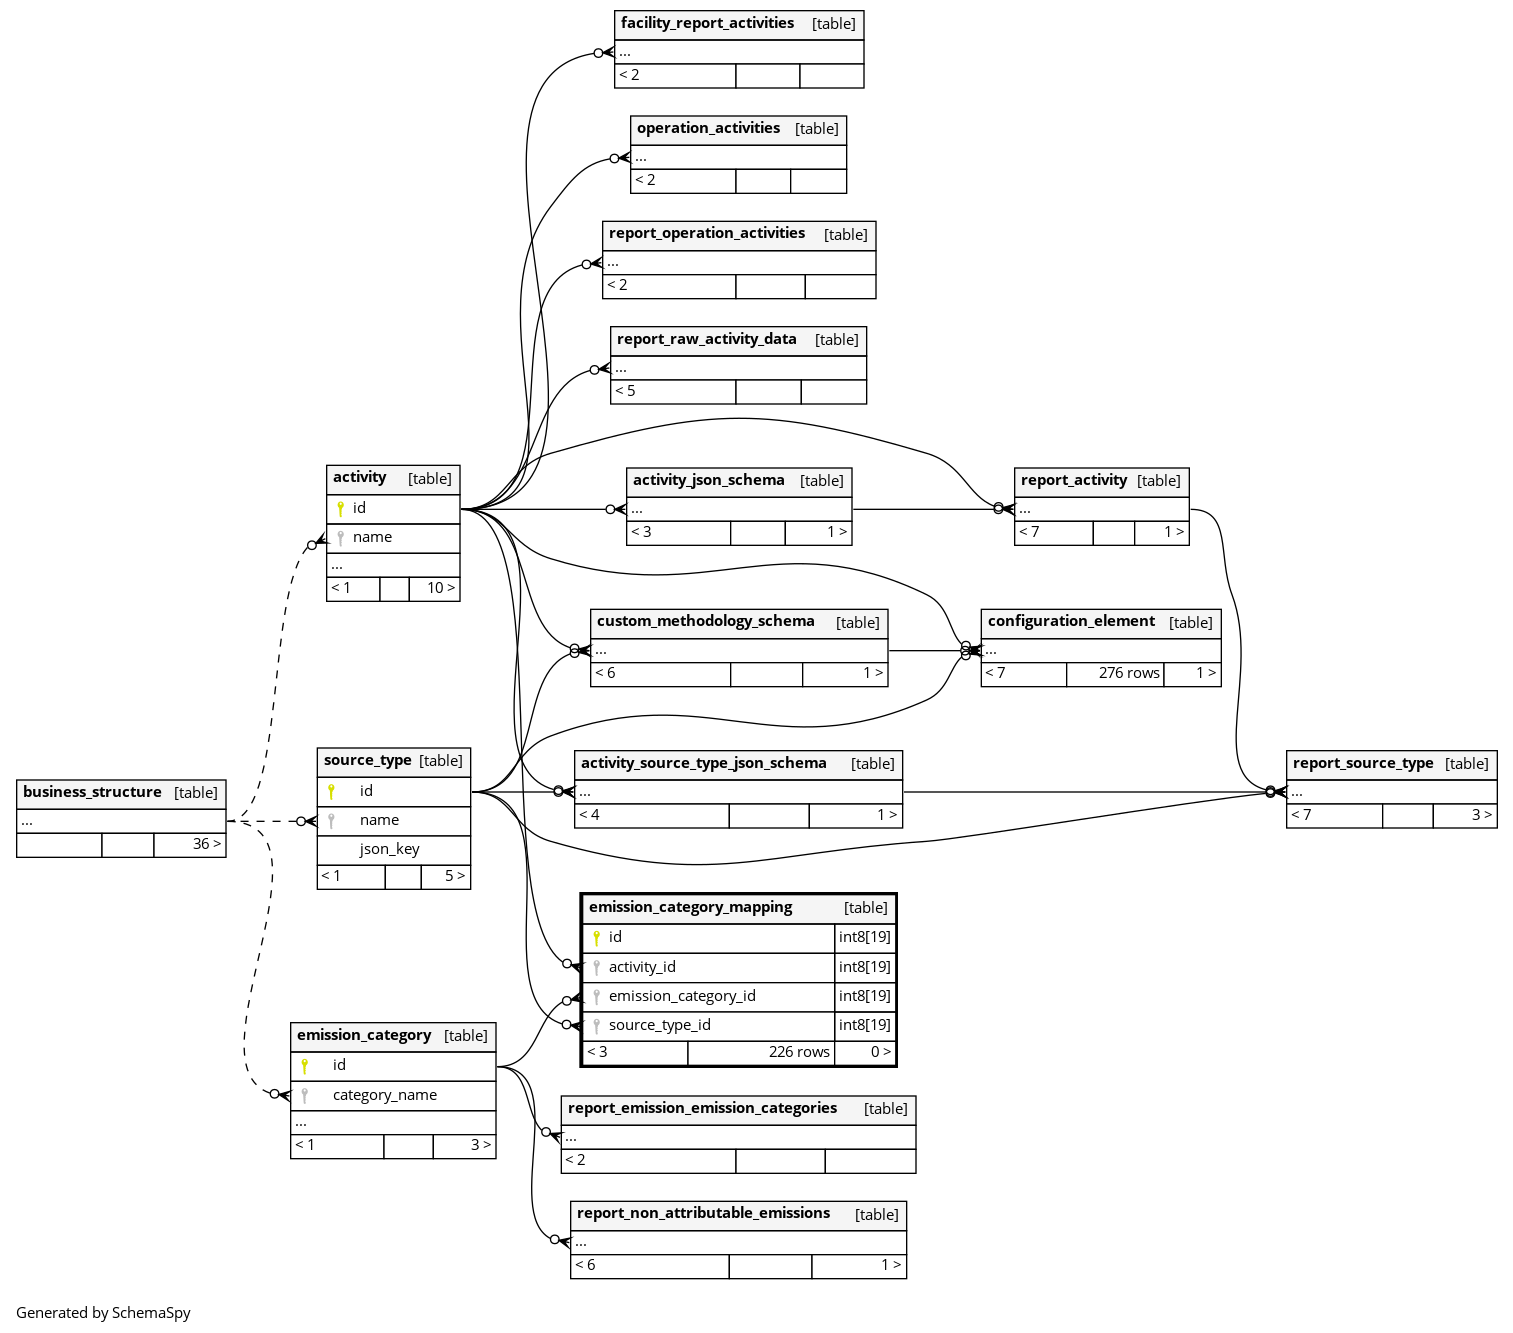 facility_report_activities [table]
...
< 2
operation_activities [table]
...
< 2
report_operation_activities [table]
...
< 2
report_raw_activity_data [table]
...
< 5
activity [table]
id
name
...
< 1 10 >
activity_json_schema [table]
...
< 3 1 >
report_activity [table]
...
< 7 1 >
custom_methodology_schema [table]
...
< 6 1 >
configuration_element [table]
...
< 7 276 rows 1 >
business_structure [table]
...
36 >
source_type [table]
id
name
json_key
< 1 5 >
activity_source_type_json_schema [table]
...
< 4 1 >
report_source_type [table]
...
< 7 3 >
emission_category_mapping [table]
id int8[19]
activity_id int8[19]
emission_category_id int8[19]
source_type_id int8[19]
< 3 226 rows 0 >
emission_category [table]
id
category_name
...
< 1 3 >
report_emission_emission_categories [table]
...
< 2
report_non_attributable_emissions [table]
...
< 6 1 >
Generated by SchemaSpy